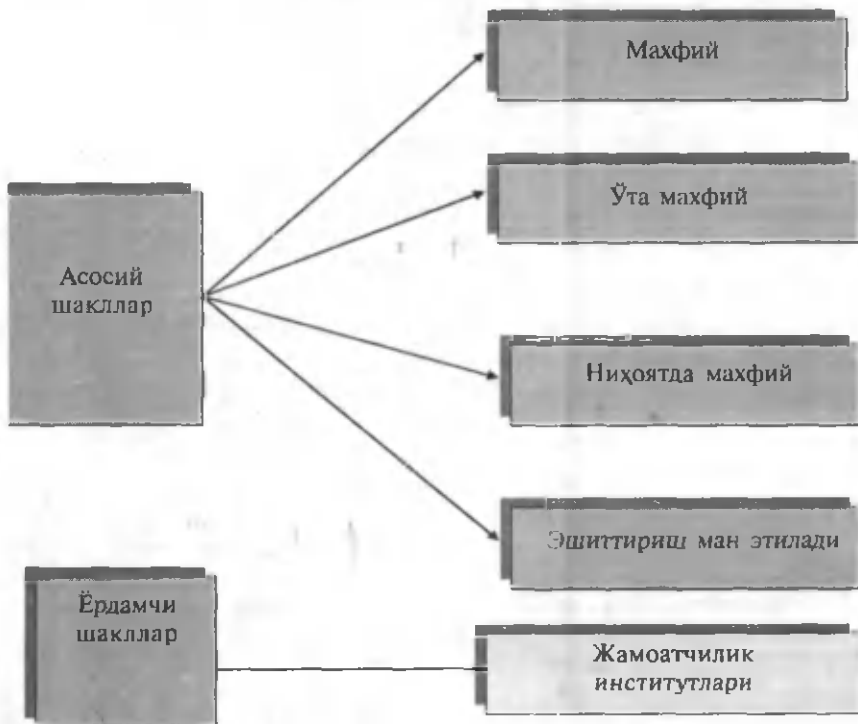 Махфий
Ўта махфий
Асосий
шакллар
Ниҳоятда махфий
Эшиттириш ман этилади
Ёрдамчи
шакллар
Жамоатчилик
институтлари